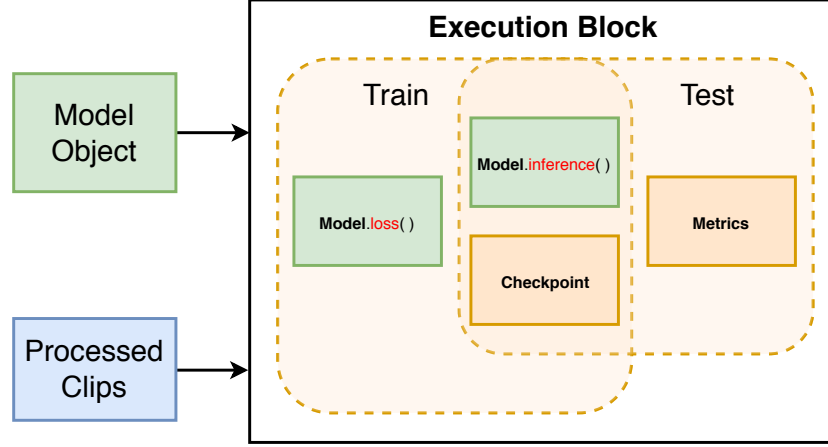 Execution Block
Model
Object
Train
Test
Model.inference( )
Model.loss( )
Metrics
Checkpoint
Processed
Clips